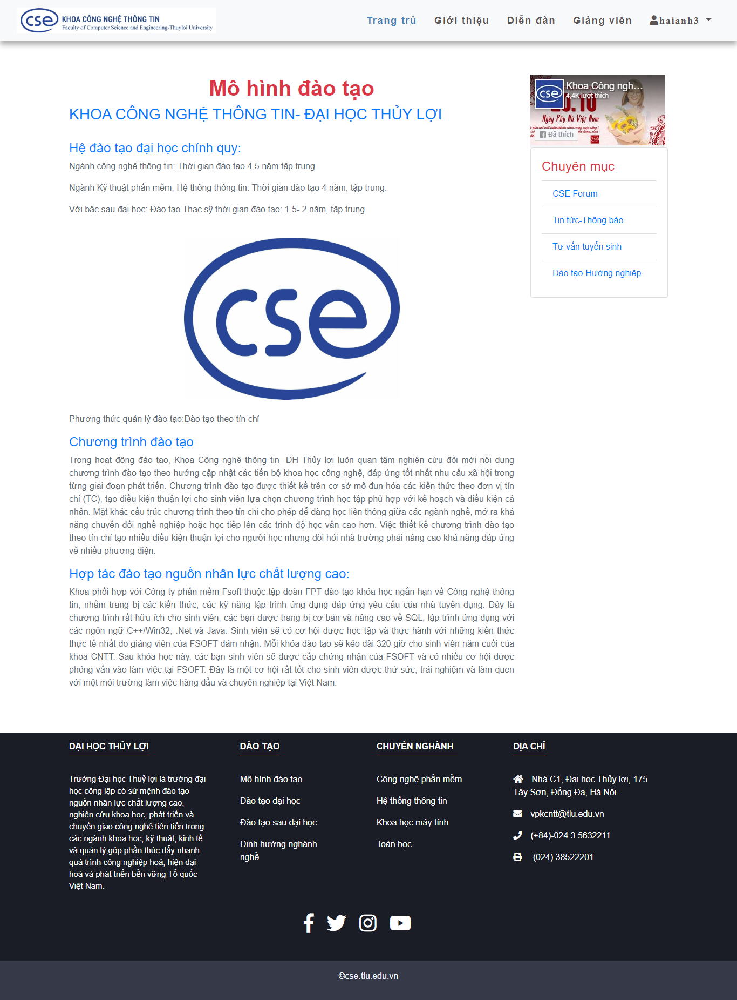 cse KHOA CÔNG NGHỆ THÔNG TIN
Faculty of Computer Science and Engineering-Thuyloi University
Trang trủ Giới thiệu Diễn đàn Giảng viên haianh3
Mô hình đào tạo
KHOA CÔNG NGHỆ THÔNG TIN- ĐẠI HỌC THỦY LỢI
Hệ đào tạo đại học chính quy:
Ngành công nghệ thông tin: Thời gian đào tạo 4.5 năm tập trung
Ngành Kỹ thuật phần mềm, Hệ thống thông tin: Thời gian đào tạo 4 năm, tập trung.
Với bậc sau đại học: Đào tạo Thạc sỹ thời gian đào tạo: 1.5- 2 năm, tập trung
cse
Phương thức quản lý đào tạo:Đào tạo theo tín chỉ
Chương trình đào tạo
Trong hoạt động đào tạo, Khoa Công nghệ thông tin- ĐH Thủy lợi luôn quan tâm nghiên cứu đổi mới nội dung
chương trình đào tạo theo hướng cập nhật các tiến bộ khoa học công nghệ, đáp ứng tốt nhất nhu cầu xã hội trong
từng giai đoạn phát triển. Chương trình đào tạo được thiết kế trên cơ sở mô đun hóa các kiến thức theo đơn vị tín
chỉ (TC), tạo điều kiện thuận lợi cho sinh viên lựa chọn chương trình học tập phù hợp với kế hoạch và điều kiện cá
nhân. Mặt khác cấu trúc chương trình theo tín chỉ cho phép dễ dàng học liên thông giữa các ngành nghề, mở ra khả
năng chuyển đổi nghề nghiệp hoặc học tiếp lên các trình độ học vấn cao hơn. Việc thiết kế chương trình đào tạo
theo tín chỉ tạo nhiều điều kiện thuận lợi cho người học nhưng đòi hỏi nhà trường phải nâng cao khả năng đáp ứng
về nhiều phương diện.
Hợp tác đào tạo nguồn nhân lực chất lượng cao:
Khoa phối hợp với Công ty phần mềm Fsoft thuộc tập đoàn FPT đào tạo khóa học ngắn hạn về Công nghệ thông
tin, nhằm trang bị các kiến thức, các kỹ năng lập trình ứng dụng đáp ứng yêu cầu của nhà tuyển dụng. Đây là
chương trình rất hữu ích cho sinh viên, các bạn được trang bị cơ bản và nâng cao về SQL, lập trình ứng dụng với
các ngôn ngữ C++/Win32, .Net và Java. Sinh viên sẽ có cơ hội được học tập và thực hành với những kiến thức
thực tế nhất do giảng viên của FSOFT đảm nhận. Mỗi khóa đào tạo sẽ kéo dài 320 giờ cho sinh viên năm cuối của
khoa CNTT. Sau khóa học này, các bạn sinh viên sẽ được cấp chứng nhận của FSOFT và có nhiều cơ hội được
phỏng vấn vào làm việc tại FSOFT. Đây là một cơ hội rất tốt cho sinh viên được thử sức, trải nghiệm và làm quen
với một môi trường làm việc hàng đầu và chuyên nghiệp tại Việt Nam.
cse Khoa Công ngh...
4,4K lượt thích
20.10
Ngày Phụ Nữ Việt Nam
Đã thích
cse
Chuyên mục
CSE Forum
Tin tức-Thông báo
Tư vấn tuyển sinh
Đào tạo-Hướng nghiệp
ĐẠI HỌC THỦY LỢI
Trường Đại học Thuỷ lợi là trường đại
học công lập có sứ mệnh đào tạo
nguồn nhân lực chất lượng cao,
nghiên cứu khoa học, phát triển và
chuyển giao công nghệ tiên tiến trong
các ngành khoa học, kỹ thuật, kinh tế
và quản lý,góp phần thúc đẩy nhanh
quá trình công nghiệp hoá, hiện đại
hoá và phát triển bền vững Tổ quốc
Việt Nam.
ĐÀO TẠO
Mô hình đào tạo
Đào tạo đại học
Đào tạo sau đại học
Định hướng nghành
nghề
CHUYÊN NGHÀNH
Công nghệ phần mềm
Hệ thống thông tin
Khoa học máy tính
Toán học
ĐỊA CHỈ
Nhà C1, Đại học Thủy lợi, 175
Tây Sơn, Đống Đa, Hà Nội.
vpkcntt@tlu.edu.vn
(+84)-024 3 5632211
(024) 38522201
©cse.tlu.edu.vn